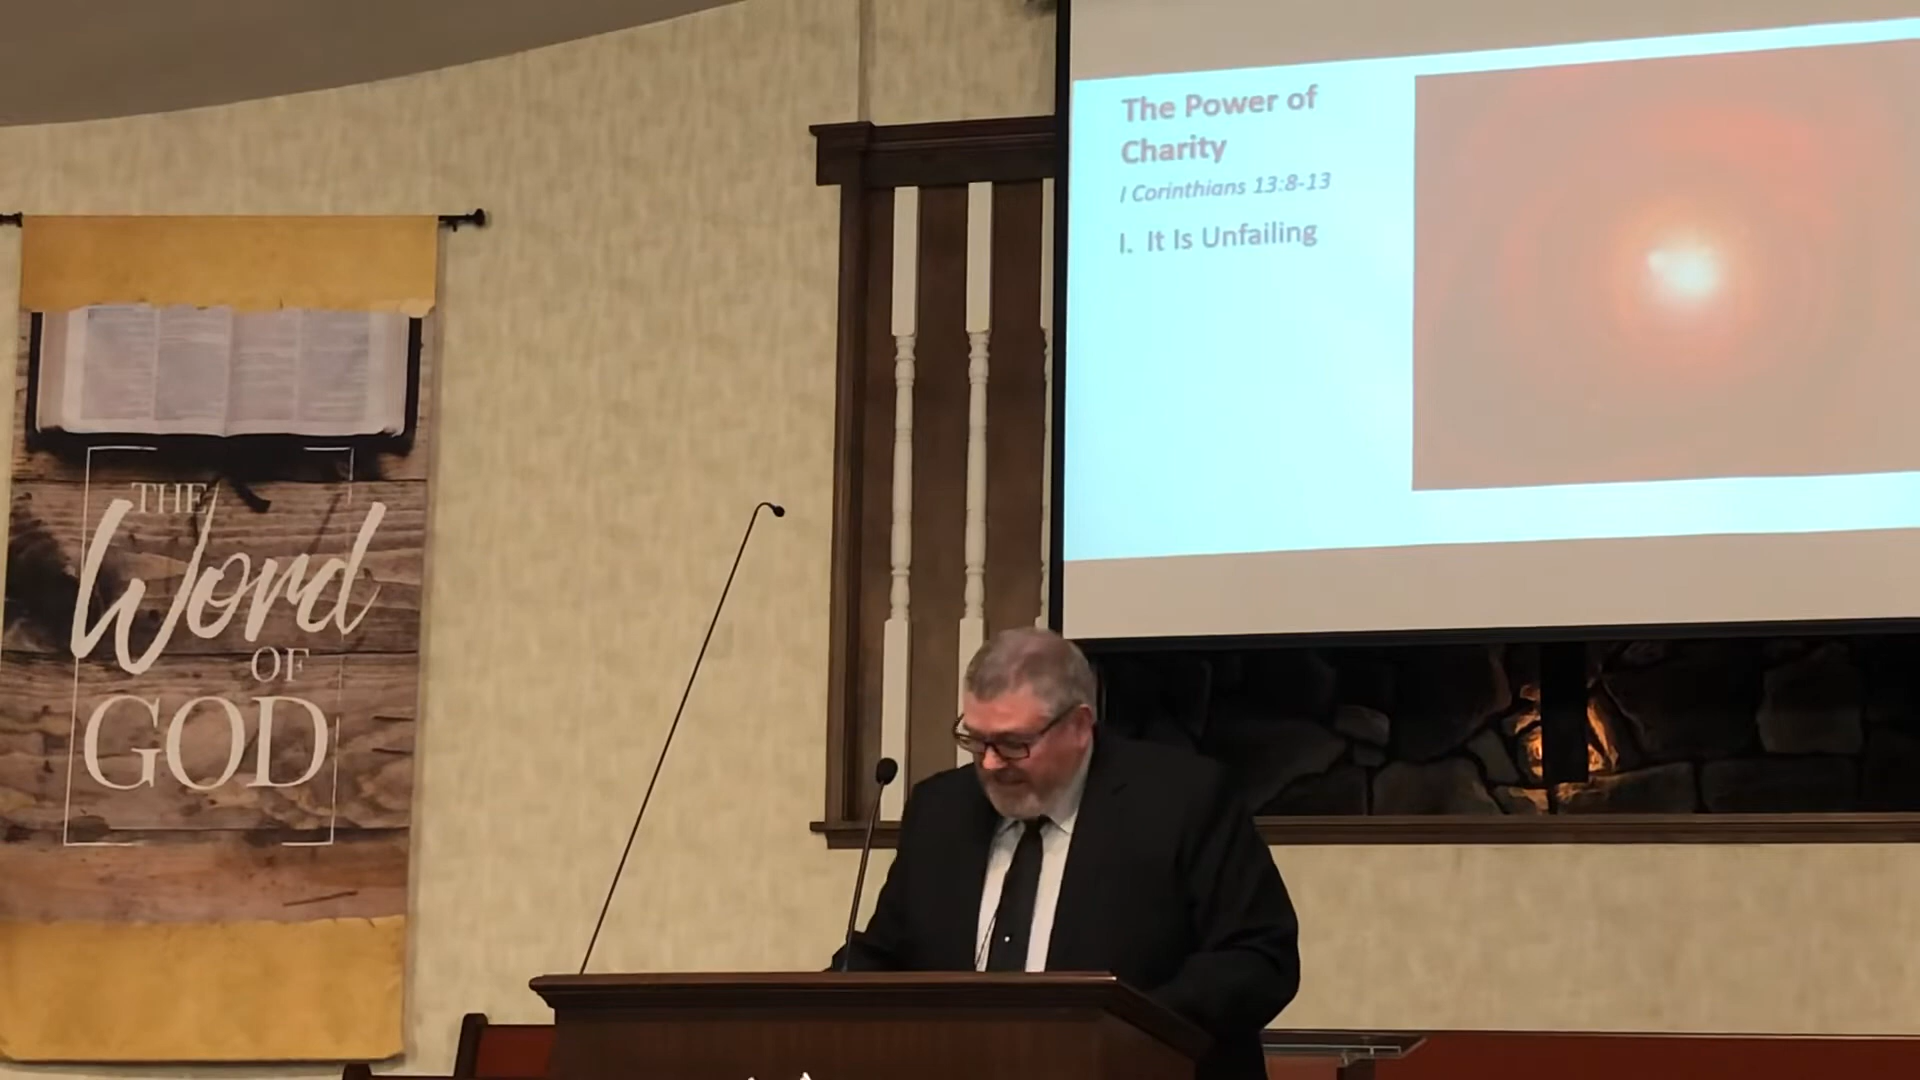 THE
Word
OF
GOD
The Power of
Charity
I Corinthians 13:8-13
I. It Is Unfailing